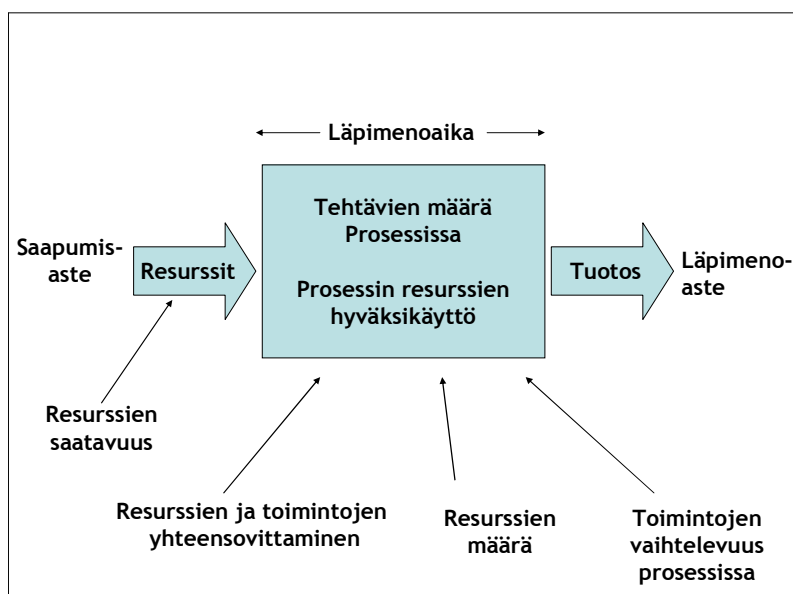 Läpimenoaika
Tehtävien määrä
Prosessissa
Prosessin resurssien
hyväksikäyttö
Saapumis-
aste
Resurssit
Tuotos
Läpimeno-
aste
Resurssien
saatavuus
Resurssien ja toimintojen
yhteensovittaminen
Resurssien
määrä
Toimintojen
vaihtelevuus
prosessissa